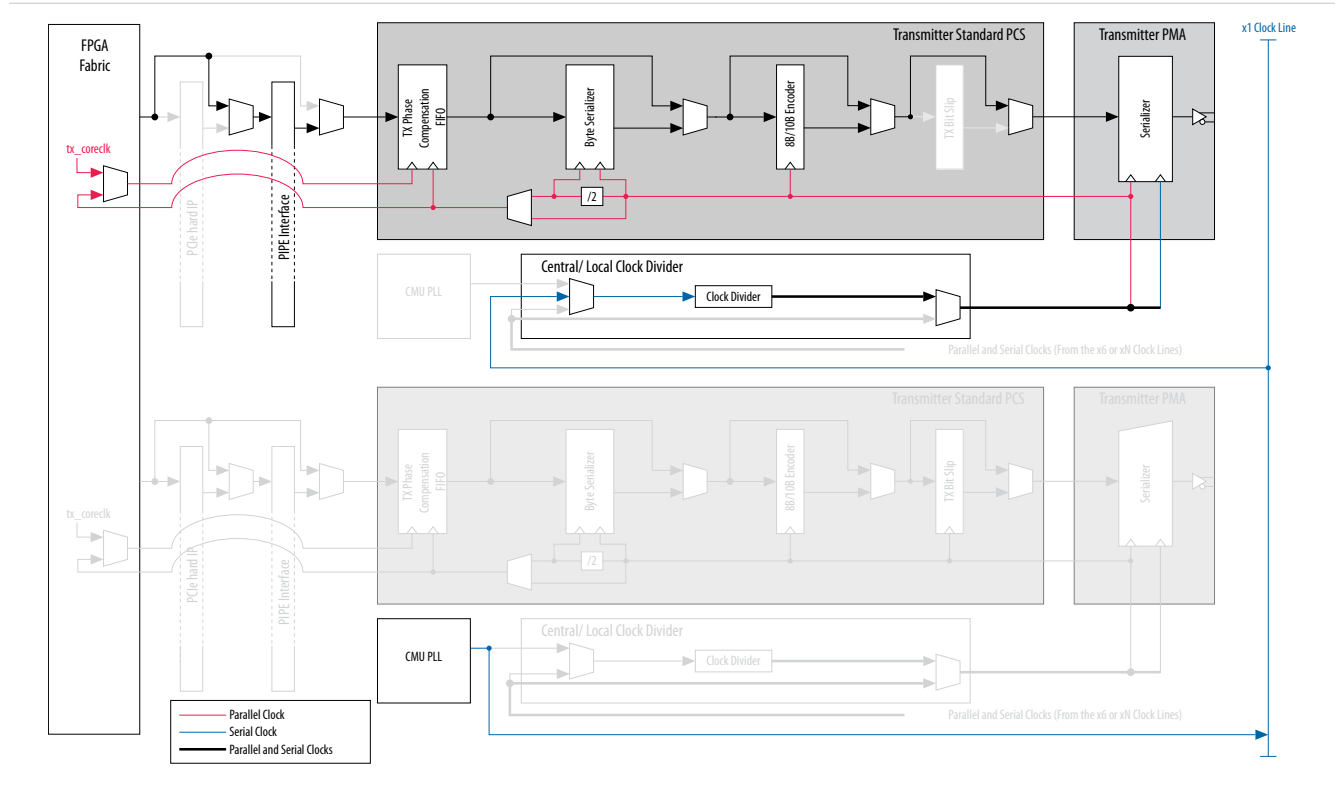 FPGA
Fabric
Transmitter Standard PCS
Transmitter PMA
x1 Clock Line
TX Phase
Compensation
FIFO
Byte Serializer
8B/10B Encoder
TX Bit Slip
Serializer
tx_coreclk
/2
PCIe hard IP
PIPE Interface
CMU PLL
Central/ Local Clock Divider
Clock Divider
Parallel and Serial Clocks (From the x6 or xN Clock Lines)
Transmitter Standard PCS
Transmitter PMA
TX Phase
Compensation
FIFO
Byte Serializer
8B/10B Encoder
TX Bit Slip
Serializer
tx_coreclk
/2
PCIe hard IP
PIPE Interface
CMU PLL
Central/ Local Clock Divider
Clock Divider
Parallel and Serial Clocks (From the x6 or xN Clock Lines)
Parallel Clock
Serial Clock
Parallel and Serial Clocks